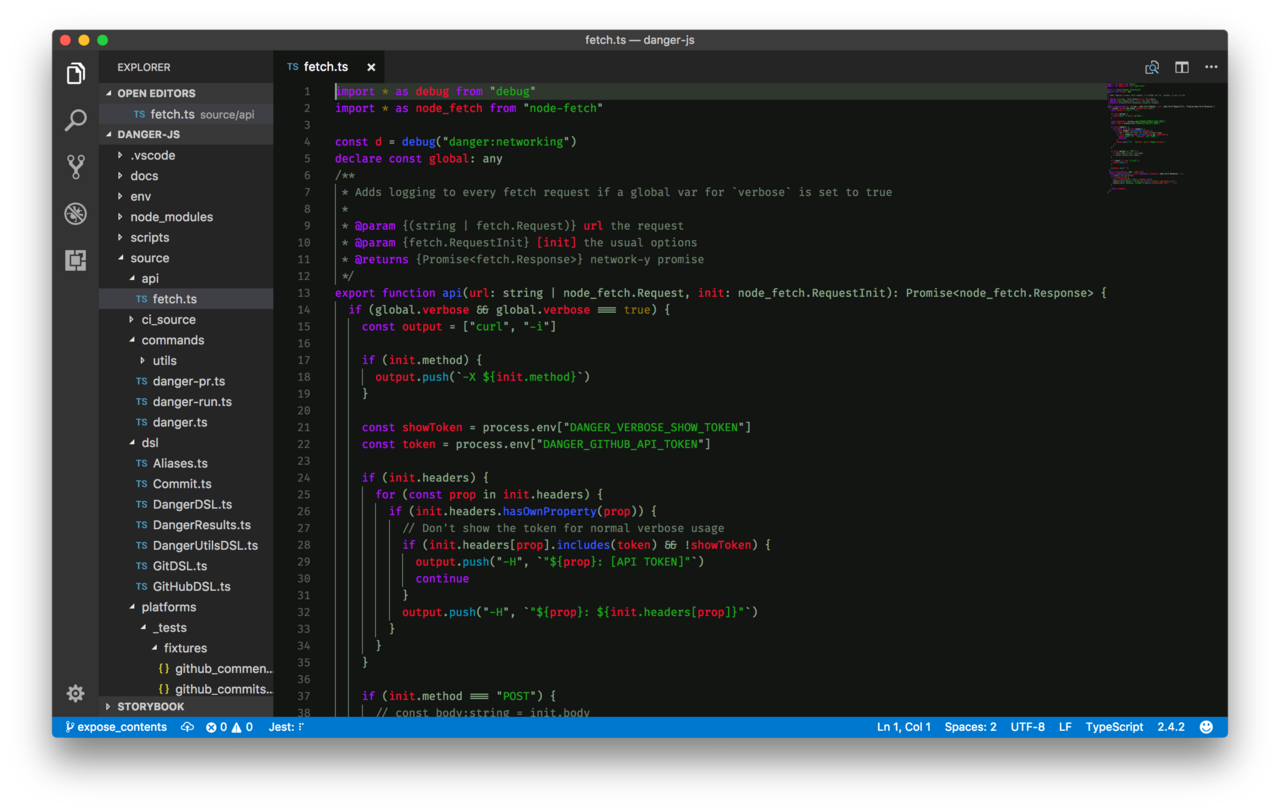 fetch.ts — danger-js
EXPLORER
OPEN EDITORS
TS fetch.ts source/api
DANGER-JS
.vscode
docs
env
node_modules
scripts
source
api
TS fetch.ts
ci_source
commands
utils
TS danger-pr.ts
TS danger-run.ts
TS danger.ts
dsl
TS Aliases.ts
TS Commit.ts
TS DangerDSL.ts
TS DangerResults.ts
TS DangerUtilsDSL.ts
TS GitDSL.ts
TS GitHubDSL.ts
platforms
_tests
fixtures
{} github_commen...
{} github_commits...
STORYBOOK
TS fetch.ts ×
1 import * as debug from "debug"
2 import * as node_fetch from "node-fetch"
3
4 const d = debug("danger:networking")
5 declare const global: any
6 /**
7 * Adds logging to every fetch request if a global var for `verbose` is set to true
8 *
9 * @param {(string | fetch.Request)} url the request
10 * @param {fetch.RequestInit} [init] the usual options
11 * @returns {Promise<fetch.Response>} network-y promise
12 */
13 export function api(url: string | node_fetch.Request, init: node_fetch.RequestInit): Promise<node_fetch.Response> {
14 if (global.verbose && global.verbose === true) {
15 const output = ["curl", "-i"]
16
17 if (init.method) {
18 output.push(`-X ${init.method}`)
19 }
20
21 const showToken = process.env["DANGER_VERBOSE_SHOW_TOKEN"]
22 const token = process.env["DANGER_GITHUB_API_TOKEN"]
23
24 if (init.headers) {
25 for (const prop in init.headers) {
26 if (init.headers.hasOwnProperty(prop)) {
27 // Don't show the token for normal verbose usage
28 if (init.headers[prop].includes(token) && !showToken) {
29 output.push("-H", `"${prop}: [API TOKEN]"`)
30 continue
31 }
32 output.push("-H", `"${prop}: ${init.headers[prop]}"`)
33 }
34 }
35 }
36
37 if (init.method === "POST") {
38 // const body:string = init.body
expose_contents 0 0 Jest: Ln 1, Col 1 Spaces: 2 UTF-8 LF TypeScript 2.4.2